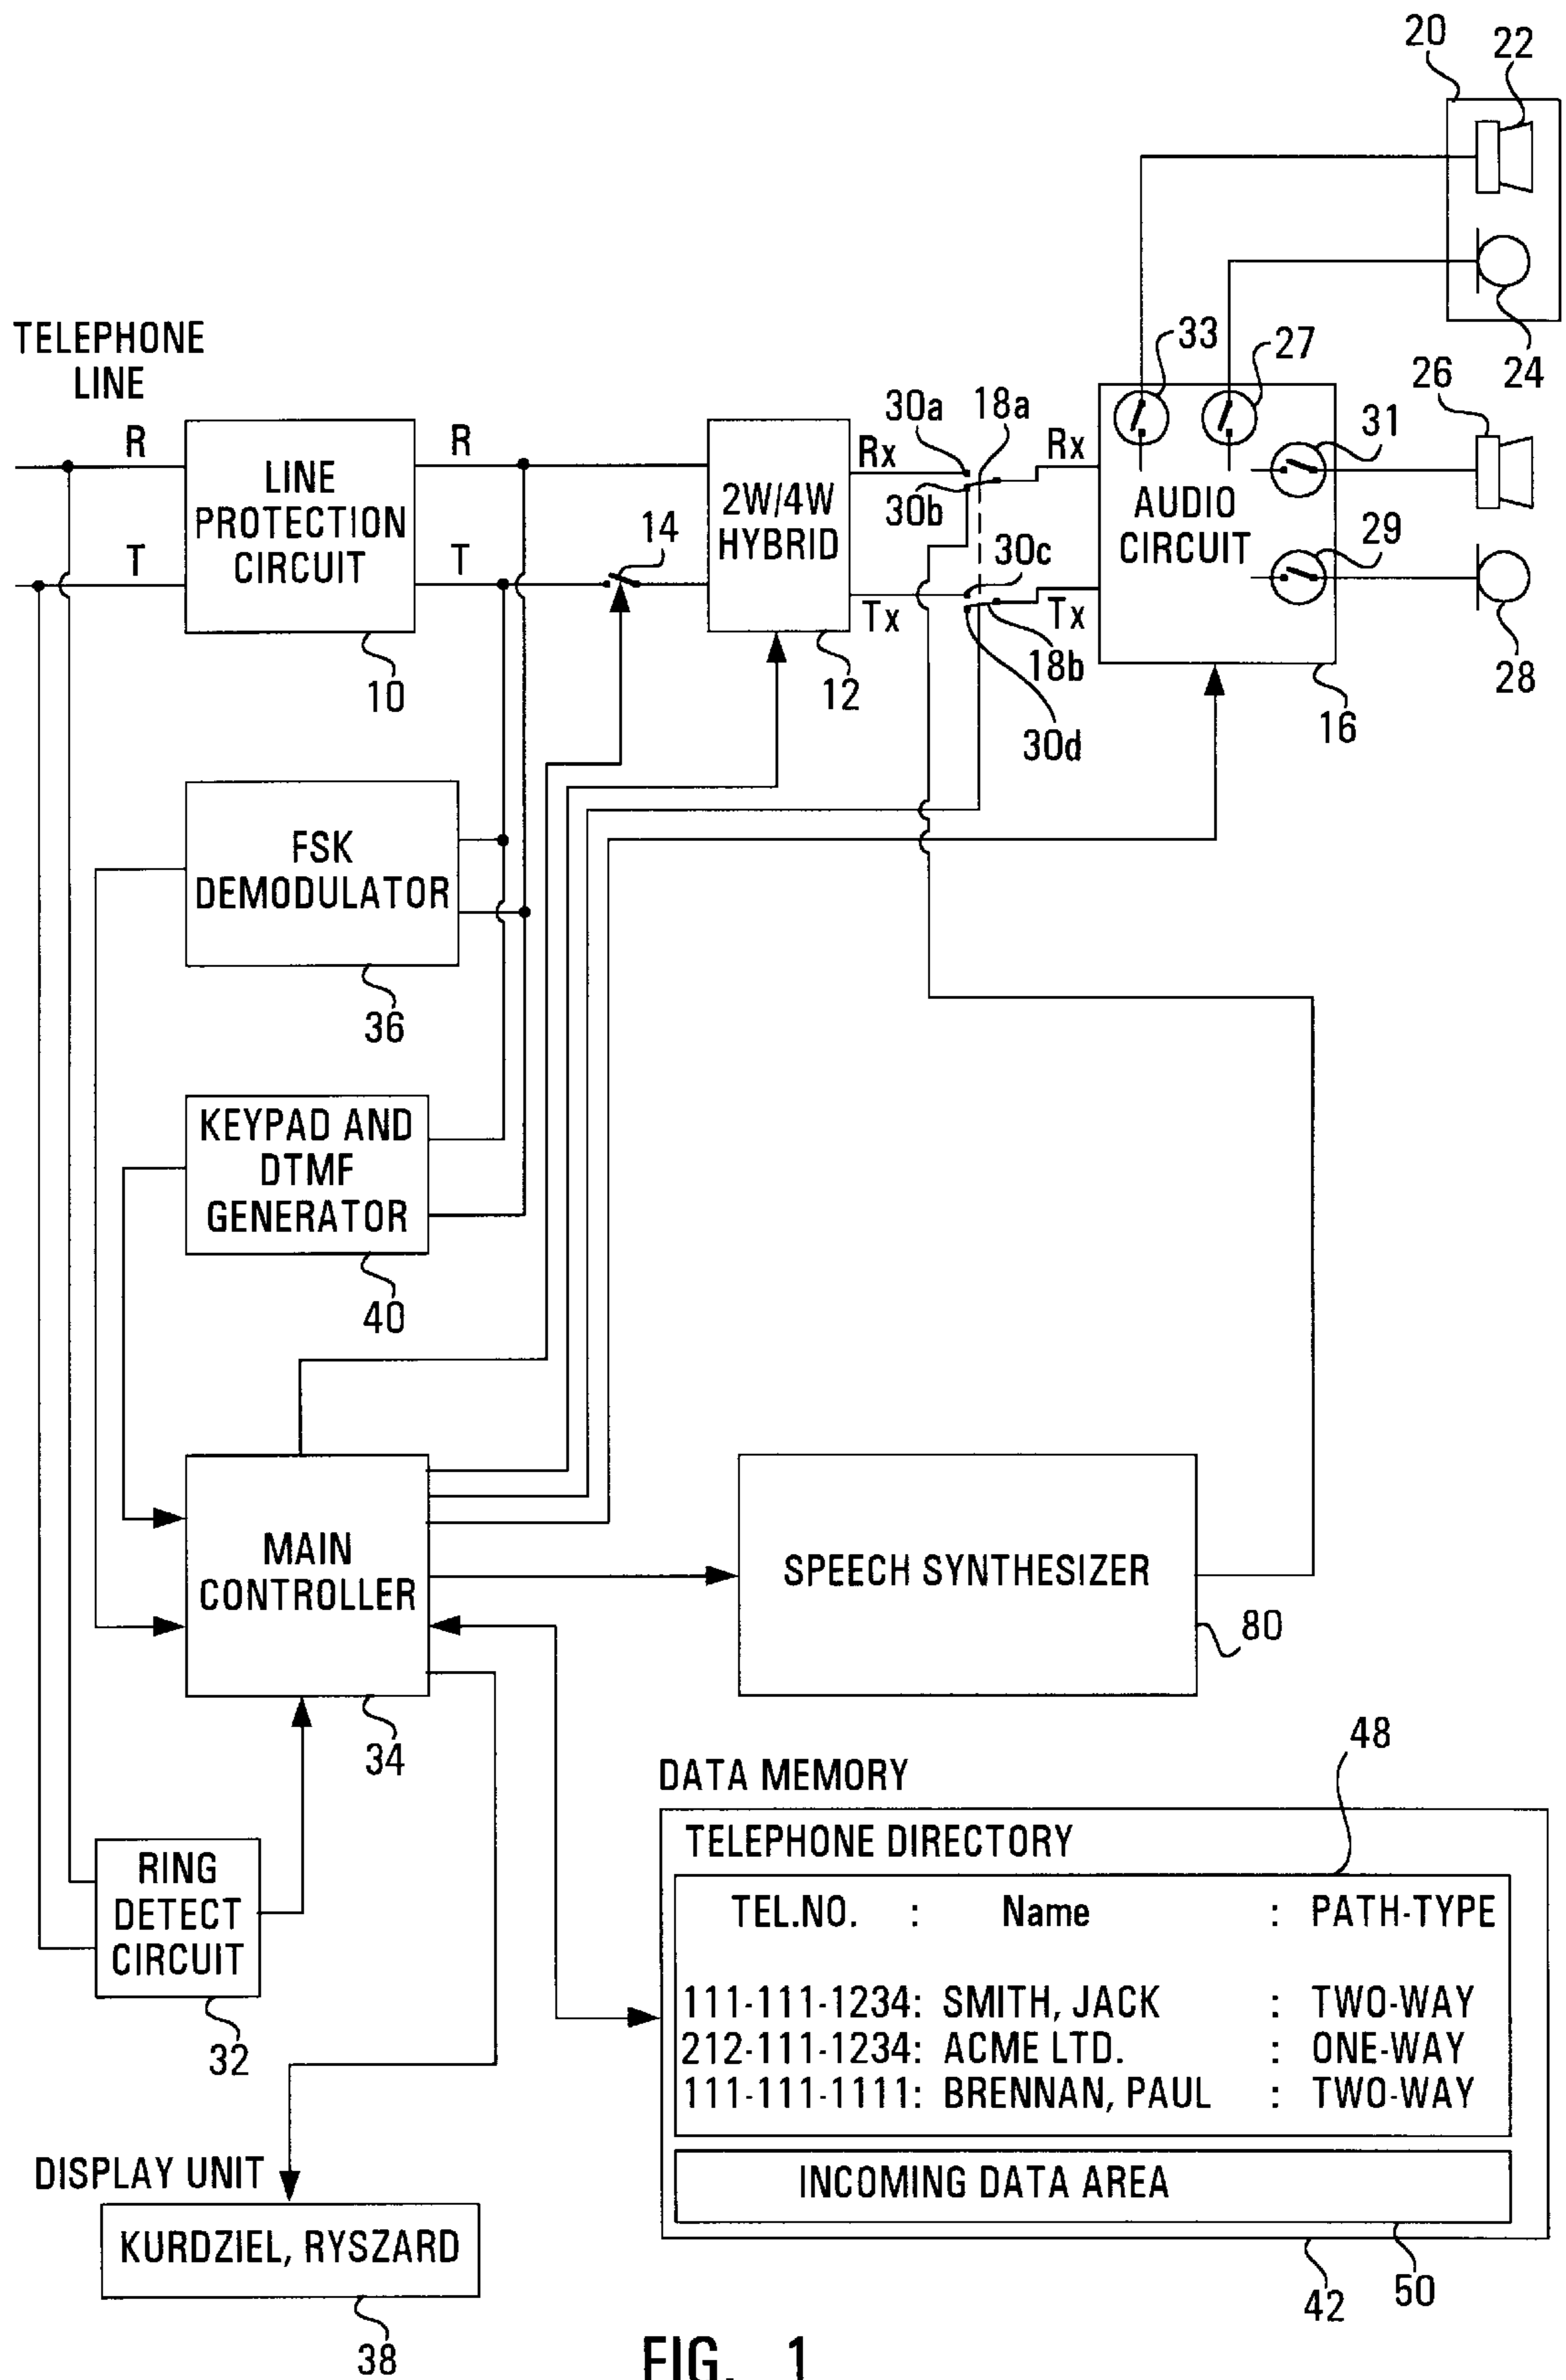 20
22
24
TELEPHONE
LINE
R
T
LINE
PROTECTION
CIRCUIT
10
R
T
14
2W/4W
HYBRID
12
Rx
Tx
30a
30b
18a
30c
18b
30d
Rx
Tx
33
27
31
29
AUDIO
CIRCUIT
16
26
28
FSK
DEMODULATOR
36
KEYPAD AND
DTMF
GENERATOR
40
MAIN
CONTROLLER
34
SPEECH SYNTHESIZER
80
RING
DETECT
CIRCUIT
32
DATA MEMORY
48
TELEPHONE DIRECTORY
TEL.NO. : Name : PATH-TYPE
111-111-1234: SMITH, JACK : TWO-WAY
212-111-1234: ACME LTD. : ONE-WAY
111-111-1111: BRENNAN, PAUL : TWO-WAY
INCOMING DATA AREA
50
42
DISPLAY UNIT
KURDZIEL, RYSZARD
38
FIG. 1